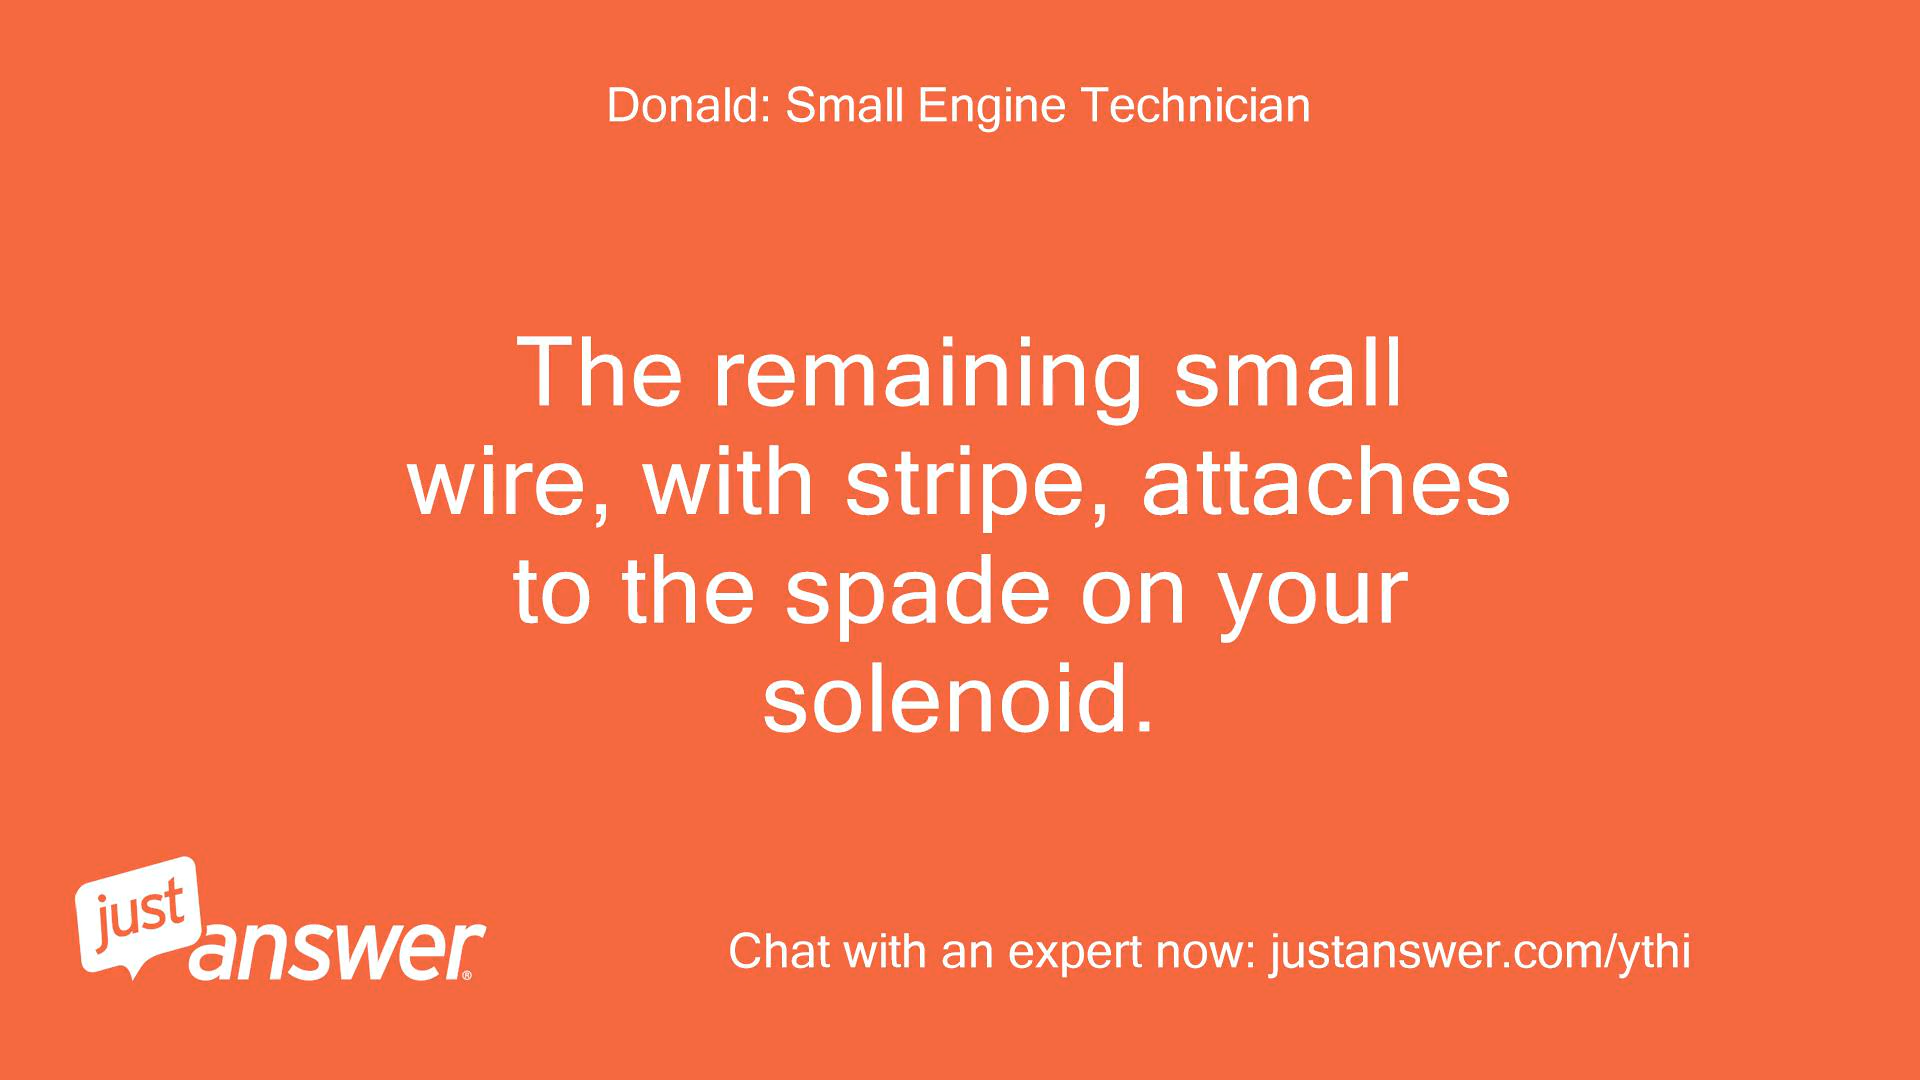 Donald: Small Engine Technician
The remaining small
wire, with stripe, attaches
to the spade on your
solenoid.
just
answer®
Chat with an expert now: justanswer.com/ythi